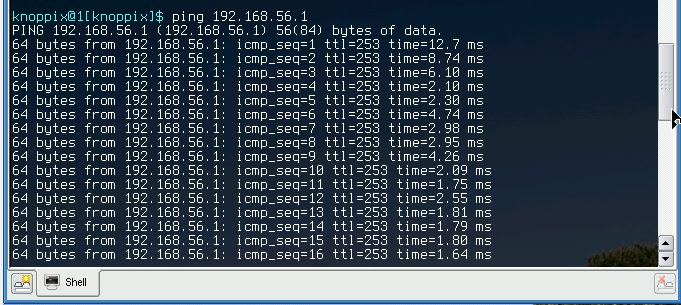 knoppix@1[knoppix]$ ping 192.168.56.1
PING 192.168.56.1 (192.168.56.1) 56(84) bytes of data.
64 bytes from 192.168.56.1: icmp_seq=1 ttl=253 time=12.7 ms
64 bytes from 192.168.56.1: icmp_seq=2 ttl=253 time=8.74 ms
64 bytes from 192.168.56.1: icmp_seq=3 ttl=253 time=6.10 ms
64 bytes from 192.168.56.1: icmp_seq=4 ttl=253 time=2.10 ms
64 bytes from 192.168.56.1: icmp_seq=5 ttl=253 time=2.30 ms
64 bytes from 192.168.56.1: icmp_seq=6 ttl=253 time=4.74 ms
64 bytes from 192.168.56.1: icmp_seq=7 ttl=253 time=2.98 ms
64 bytes from 192.168.56.1: icmp_seq=8 ttl=253 time=2.95 ms
64 bytes from 192.168.56.1: icmp_seq=9 ttl=253 time=4.26 ms
64 bytes from 192.168.56.1: icmp_seq=10 ttl=253 time=2.09 ms
64 bytes from 192.168.56.1: icmp_seq=11 ttl=253 time=1.75 ms
64 bytes from 192.168.56.1: icmp_seq=12 ttl=253 time=2.55 ms
64 bytes from 192.168.56.1: icmp_seq=13 ttl=253 time=1.81 ms
64 bytes from 192.168.56.1: icmp_seq=14 ttl=253 time=1.79 ms
64 bytes from 192.168.56.1: icmp_seq=15 ttl=253 time=1.80 ms
64 bytes from 192.168.56.1: icmp_seq=16 ttl=253 time=1.64 ms
Shell